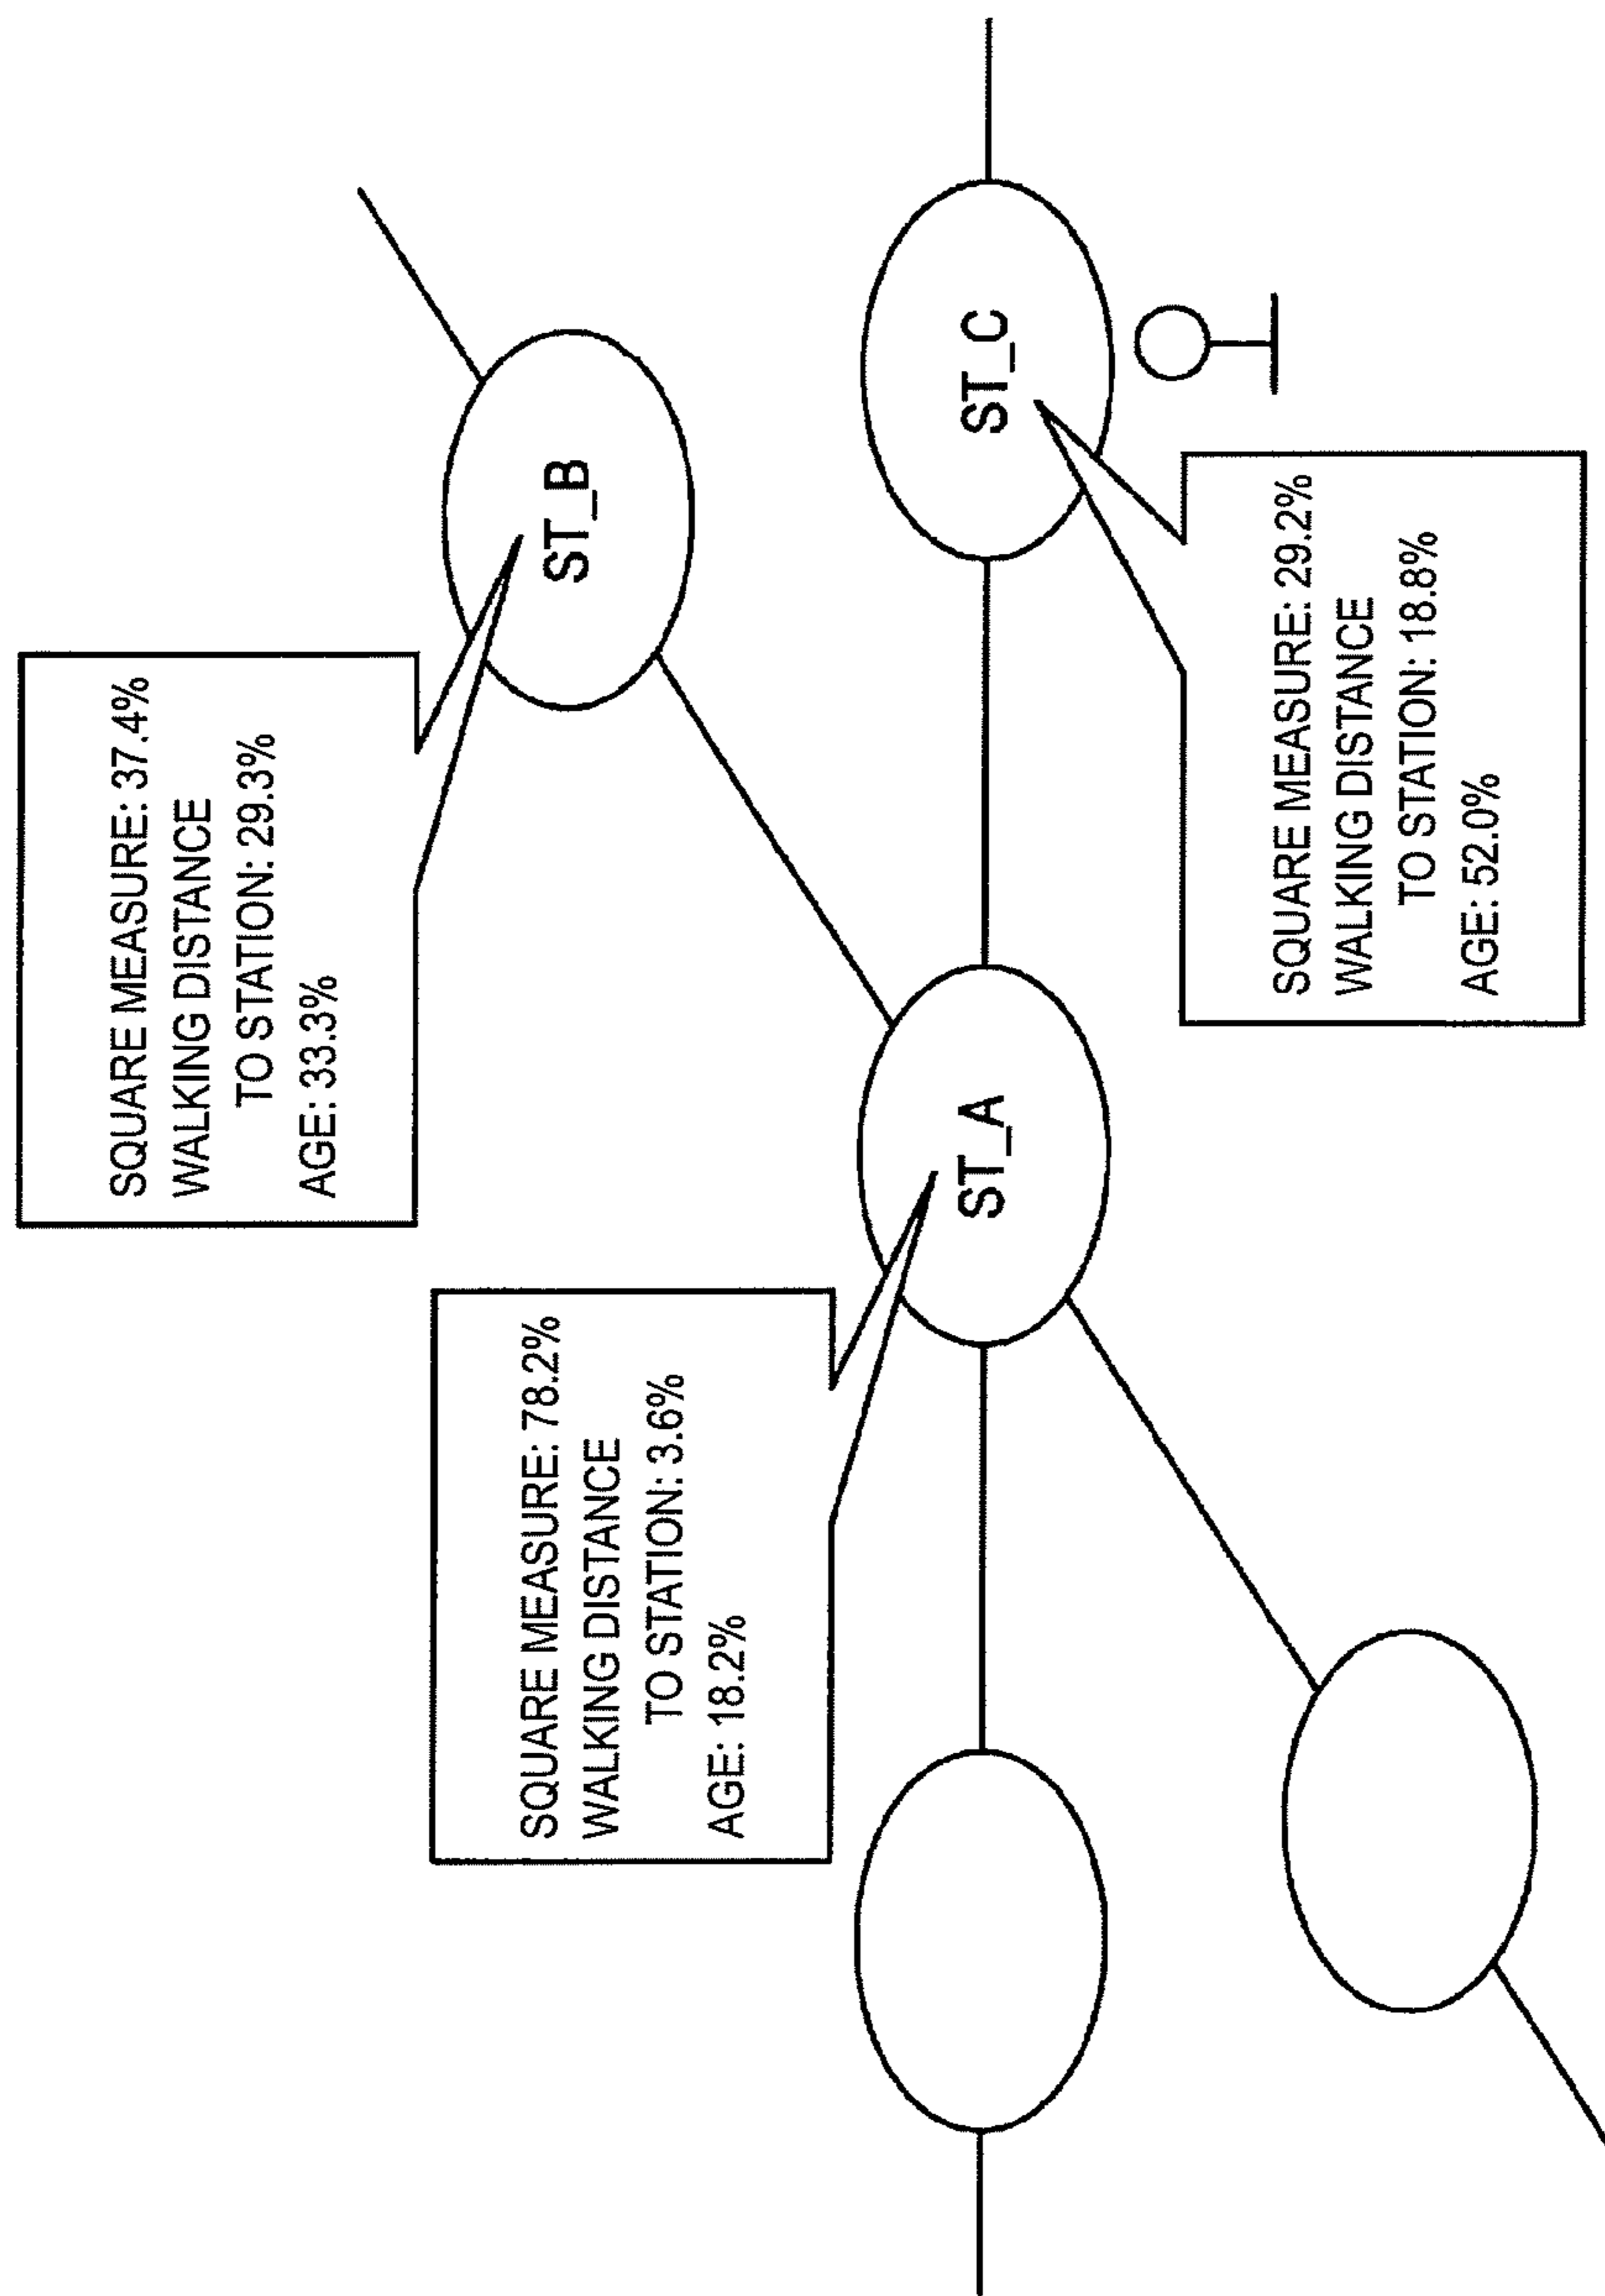 SQUARE MEASURE: 37.4%
WALKING DISTANCE
TO STATION: 29.3%
AGE: 33.3%
ST_B
SQUARE MEASURE: 78.2%
WALKING DISTANCE
TO STATION: 3.6%
AGE: 18.2%
ST_A
ST_C
SQUARE MEASURE: 29.2%
WALKING DISTANCE
TO STATION: 18.8%
AGE: 52.0%